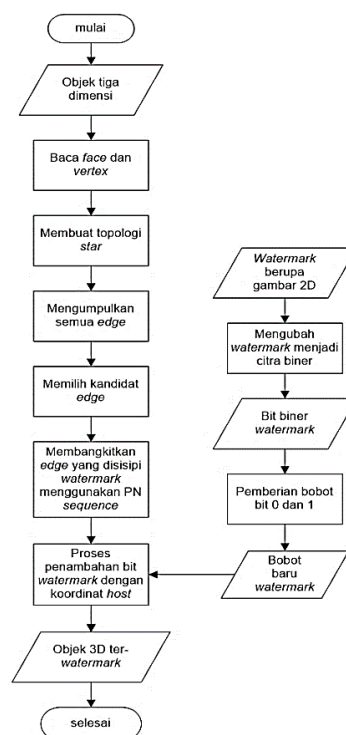 mulai
Objek tiga
dimensi
Baca face dan
vertex
Membuat topologi
star
Mengumpulkan
semua edge
Memilih kandidat
edge
Membangkitkan
edge yang disisipi
watermark
menggunakan PN
sequence
Proses
penambahan bit
watermark dengan
koordinat host
Objek 3D ter-
watermark
selesai
Watermark
berupa
gambar 2D
Mengubah
watermark menjadi
citra biner
Bit biner
watermark
Pemberian bobot
bit 0 dan 1
Bobot
baru
watermark